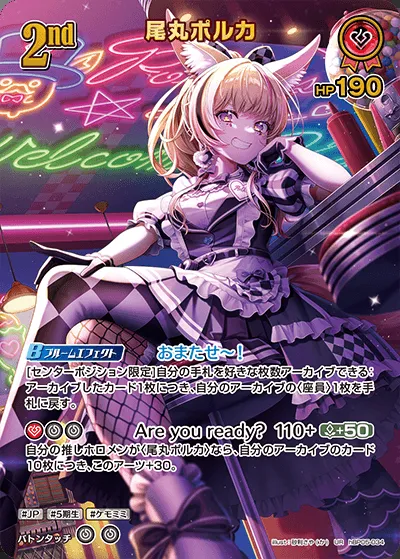 2nd
尾丸ポルカ
HP190
Welcome
Bブルームエフェクト おまたせ～!
[センターポジション限定]自分の手札を好きな枚数アーカイブできる:
アーカイブしたカード1枚につき、自分のアーカイブの〈座員〉1枚を手
札に戻す。
Are you ready? 110+ +50
自分の推しホロメンが〈尾丸ポルカ〉なら、自分のアーカイブのカード
10枚につき、このアーツ+30。
#JP #5期生 #ケモミミ
バトンタッチ
illust: UR hBP05-034